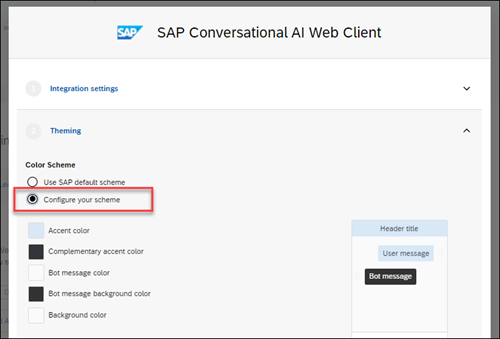 SAP SAP Conversational AI Web Client
1 Integration settings
2 Theming
Color Scheme
Use SAP default scheme
Configure your scheme
Accent color
Complementary accent color
Bot message color
Bot message background color
Background color
Header title
User message
Bot message